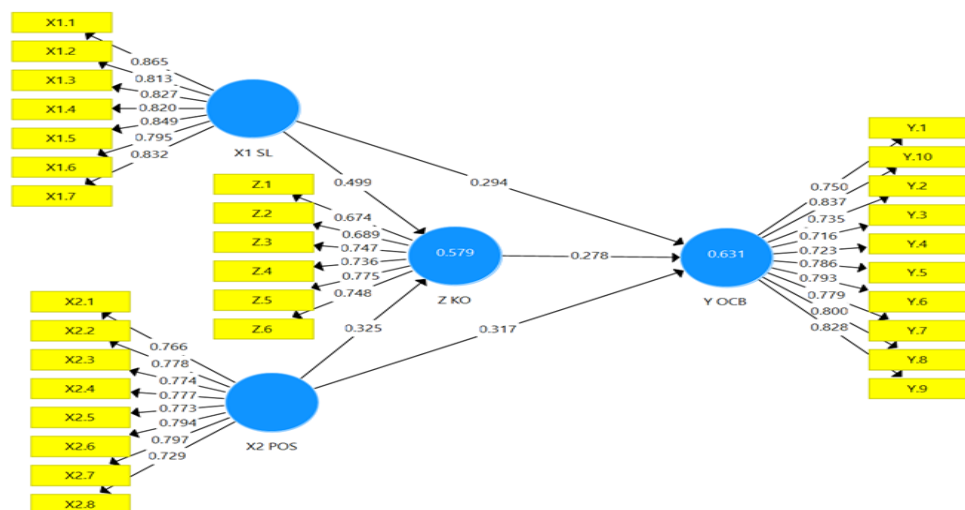 X1.1
X1.2
X1.3
X1.4
X1.5
X1.6
X1.7
0.865
0.813
0.827
0.820
0.849
0.795
0.832
X1 SL
0.499
0.294
Z.1
Z.2
Z.3
Z.4
Z.5
Z.6
0.674
0.689
0.747
0.736
0.775
0.748
0.579
Z KO
0.278
0.325
0.317
X2.1
X2.2
X2.3
X2.4
X2.5
X2.6
X2.7
X2.8
0.766
0.778
0.774
0.777
0.773
0.794
0.797
0.729
X2 POS
0.631
Y OCB
0.750
0.837
0.735
0.716
0.723
0.786
0.793
0.779
0.800
0.828
Y.1
Y.10
Y.2
Y.3
Y.4
Y.5
Y.6
Y.7
Y.8
Y.9